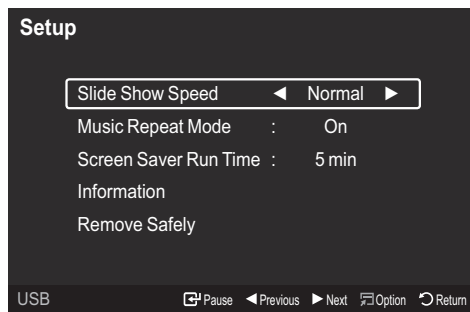 Setup
Slide Show Speed ◄ Normal ►
Music Repeat Mode : On
Screen Saver Run Time : 5 min
Information
Remove Safely
USB Pause ◄ Previous ► Next Option Return